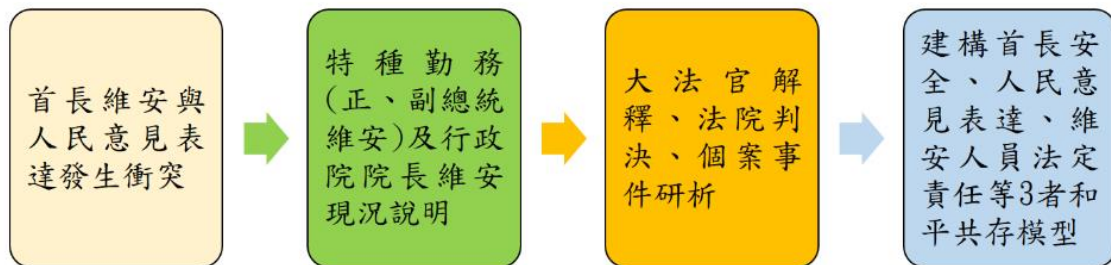 首長維安與
人民意見表
達發生衝突
特種勤務
(正、副總統
維安)及行政
院院長維安
現況說明
大法官解
釋、法院判
決、個案事
件研析
建構首長安
全、人民意
見表達、維
安人員法定
責任等3者和
平共存模型